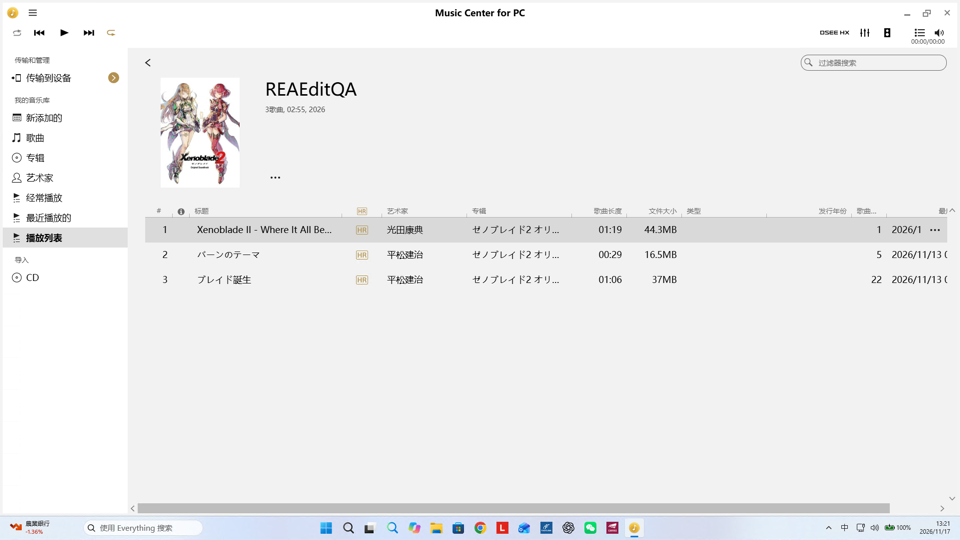 Music Center for PC
DSEE HX
00:00/00:00
传输和管理
传输到设备
我的音乐库
新添加的
歌曲
专辑
艺术家
经常播放
最近播放的
播放列表
导入
CD
过滤器搜索
Xenoblade2
Original Soundtrack
REAEditQA
3歌曲, 02:55, 2026
...
# 标题 HR 艺术家 专辑 歌曲长度 文件大小 类型 发行年份 歌曲... 最
1 Xenoblade II - Where It All Be... HR 光田康典 ゼノブレイド2 オリ... 01:19 44.3MB 1 2026/1 ...
2 バーンのテーマ HR 平松建治 ゼノブレイド2 オリ... 00:29 16.5MB 5 2026/11/13 0
3 ブレイド誕生 HR 平松建治 ゼノブレイド2 オリ... 01:06 37MB 22 2026/11/13 0
-1.36%
使用 Everything 搜索
中
100%
13:21
2026/11/17